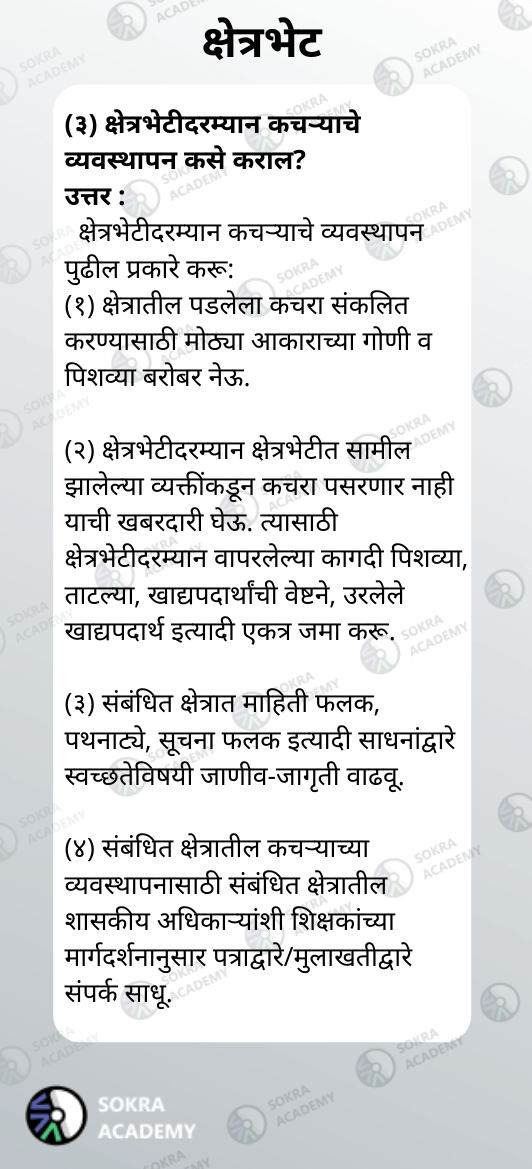 क्षेत्रभेट
(३) क्षेत्रभेटीदरम्यान कचऱ्याचे
व्यवस्थापन कसे कराल?
उत्तर :
क्षेत्रभेटीदरम्यान कचऱ्याचे व्यवस्थापन
पुढील प्रकारे करू:
(१) क्षेत्रातील पडलेला कचरा संकलित
करण्यासाठी मोठ्या आकाराच्या गोणी व
पिशव्या बरोबर नेऊ.
(२) क्षेत्रभेटीदरम्यान क्षेत्रभेटीत सामील
झालेल्या व्यक्तींकडून कचरा पसरणार नाही
याची खबरदारी घेऊ. त्यासाठी
क्षेत्रभेटीदरम्यान वापरलेल्या कागदी पिशव्या,
ताटल्या, खाद्यपदार्थांची वेष्टने, उरलेले
खाद्यपदार्थ इत्यादी एकत्र जमा करू.
(३) संबंधित क्षेत्रात माहिती फलक,
पथनाट्ये, सूचना फलक इत्यादी साधनांद्वारे
स्वच्छतेविषयी जाणीव-जागृती वाढवू.
(४) संबंधित क्षेत्रातील कचऱ्याच्या
व्यवस्थापनासाठी संबंधित क्षेत्रातील
शासकीय अधिकाऱ्यांशी शिक्षकांच्या
मार्गदर्शनानुसार पत्राद्वारे/मुलाखतीद्वारे
संपर्क साधू.
SOKRA
ACADEMY